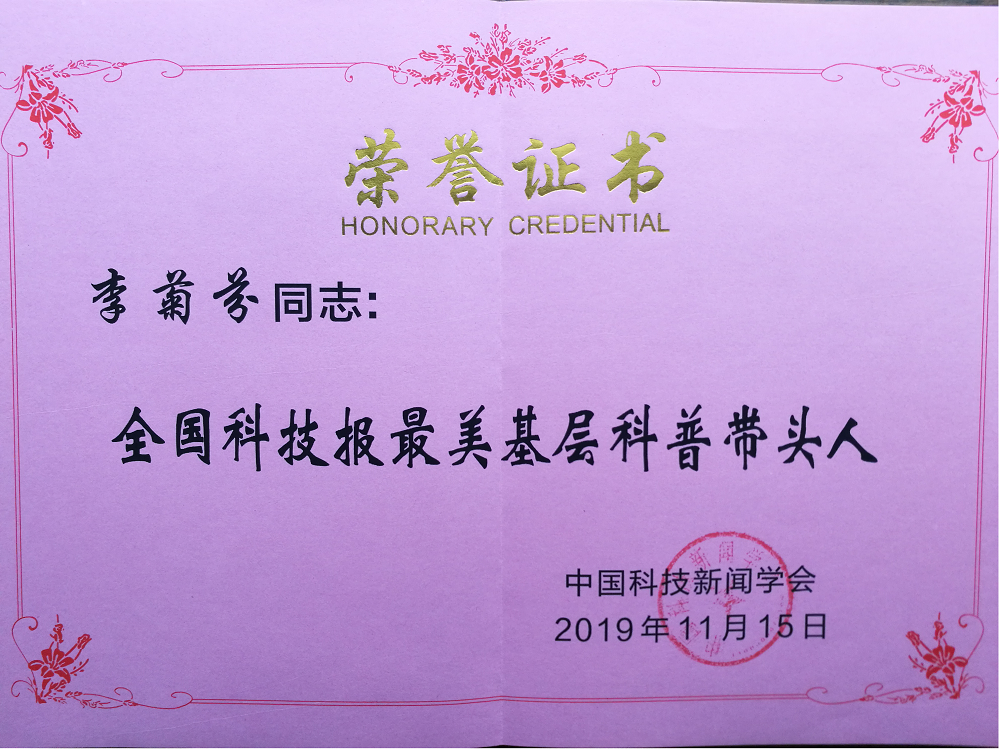 荣誉证书
HONORARY CREDENTIAL
李菊芬同志:
全国科技报最美基层科普带头人
中国科技新闻学会
2019年11月15日